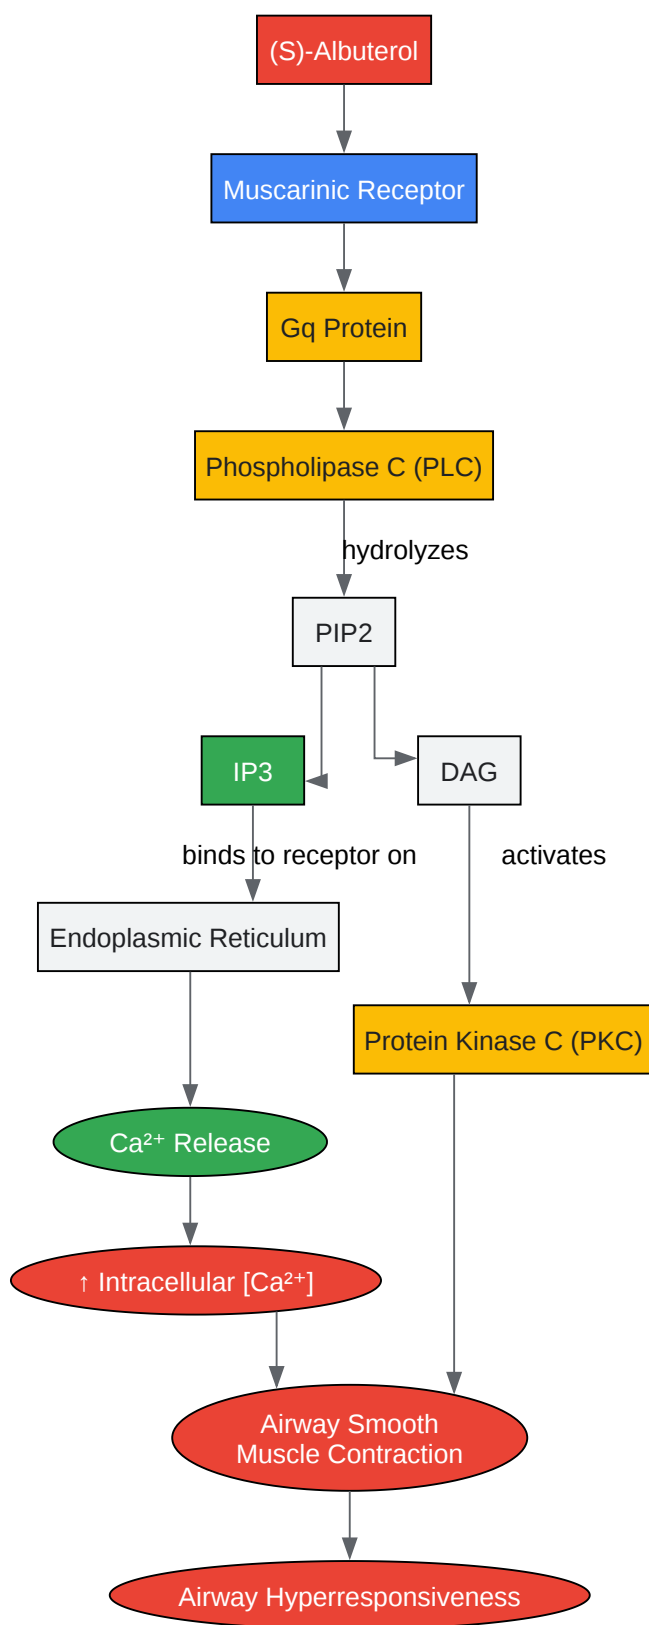 (S)-Albuterol
Muscarinic Receptor
Gq Protein
Phospholipase C (PLC)
hydrolyzes
PIP2
IP3
DAG
binds to receptor on
activates
Endoplasmic Reticulum
Protein Kinase C (PKC)
Ca²⁺ Release
↑ Intracellular [Ca²⁺]
Airway Smooth
Muscle Contraction
Airway Hyperresponsiveness